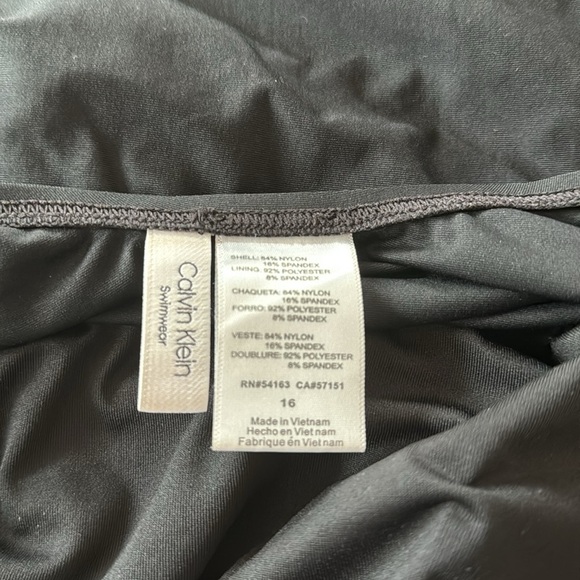 Calvin Klein
Swimwear
SHELL: 84% NYLON
16% SPANDEX
LINING: 92% POLYESTER
8% SPANDEX
CHAQUETA: 84% NYLON
16% SPANDEX
FORRO: 92% POLYESTER
8% SPANDEX
VESTE: 84% NYLON
16% SPANDEX
DOUBLURE: 92% POLYESTER
8% SPANDEX
RN#54163 CA#57151
16
Made in Vietnam
Hecho en Viet nam
Fabriqué en Viet nam